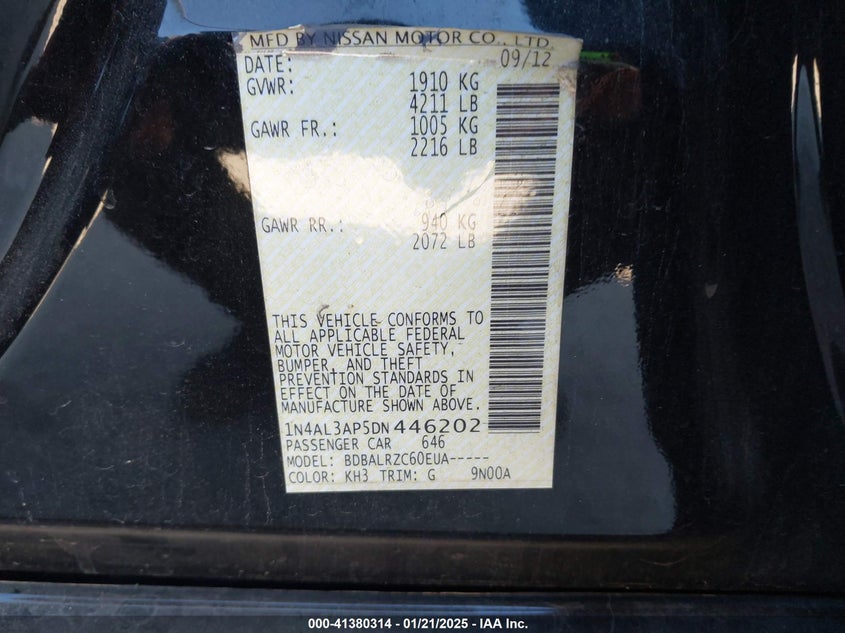 MFD BY NISSAN MOTOR CO., LTD.
DATE: 09/12
GVWR: 1910 KG
4211 LB
GAWR FR.: 1005 KG
2216 LB
GAWR RR.: 940 KG
2072 LB
THIS VEHICLE CONFORMS TO
ALL APPLICABLE FEDERAL
MOTOR VEHICLE SAFETY,
BUMPER, AND THEFT
PREVENTION STANDARDS IN
EFFECT ON THE DATE OF
MANUFACTURE SHOWN ABOVE.
1N4AL3AP5DN446202
PASSENGER CAR 646
MODEL: BDBALRZC60EUA-----
COLOR: KH3 TRIM: G 9N00A
000-41380314 - 01/21/2025 - IAA Inc.